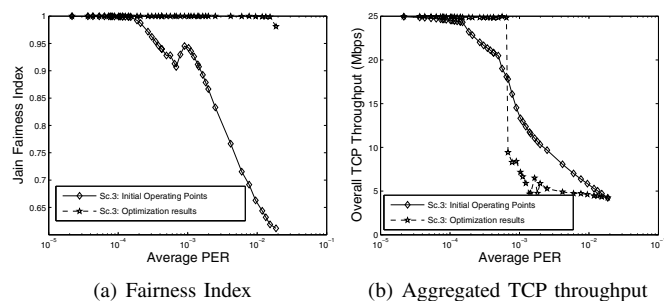 1
0.95
0.9
0.85
0.8
0.75
0.7
0.65
Jain Fairness Index
Sc.3: Initial Operating Points
Sc.3: Optimization results
10⁻⁵ 10⁻⁴ 10⁻³ 10⁻² 10⁻¹
Average PER
(a) Fairness Index
25
20
15
10
5
0
Overall TCP Throughput (Mbps)
Sc.3: Initial Operating Points
Sc.3: Optimization results
10⁻⁵ 10⁻⁴ 10⁻³ 10⁻² 10⁻¹
Average PER
(b) Aggregated TCP throughput